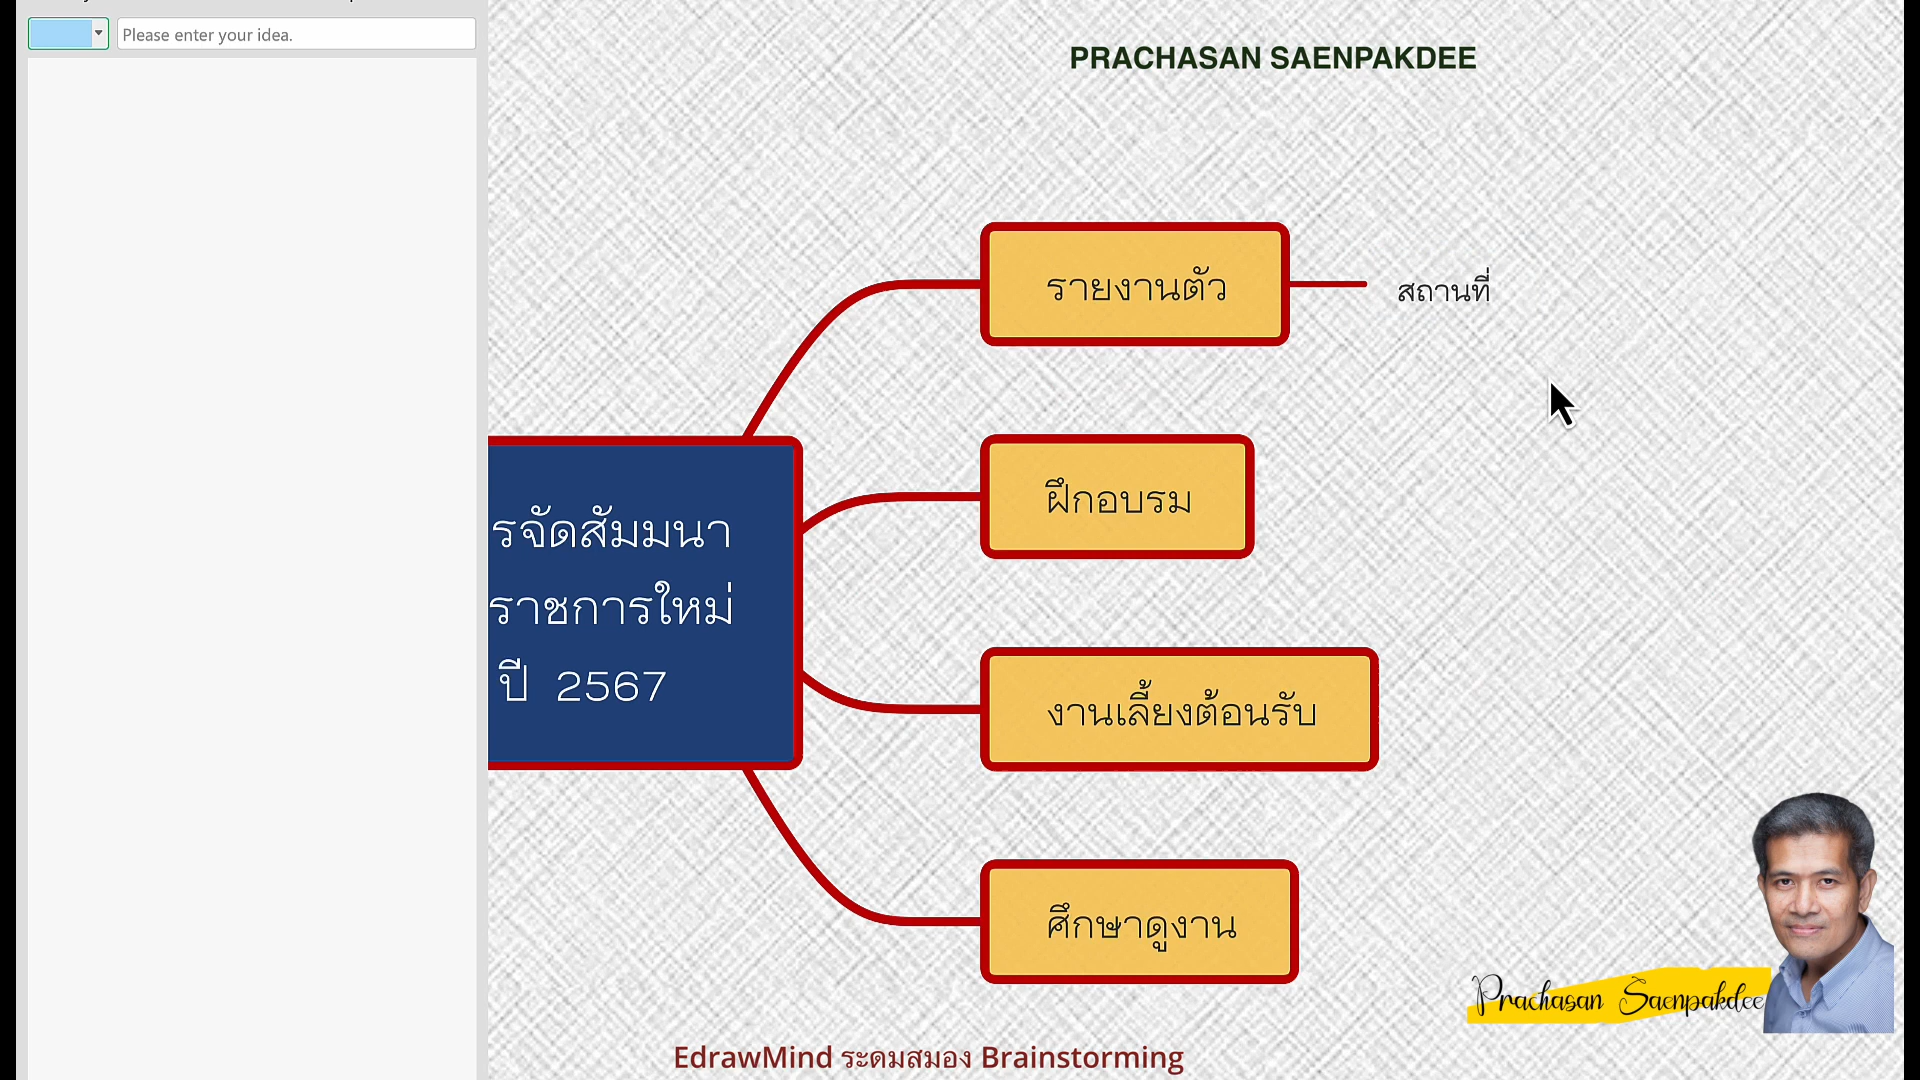 Please enter your idea.
PRACHASAN SAENPAKDEE
รายงานตัว
สถานที่
ฝึกอบรม
รจัดสัมมนา
ราชการใหม่
ปี 2567
งานเลี้ยงต้อนรับ
ศึกษาดูงาน
Prachasan Saenpakdee
EdrawMind ระดมสมอง Brainstorming